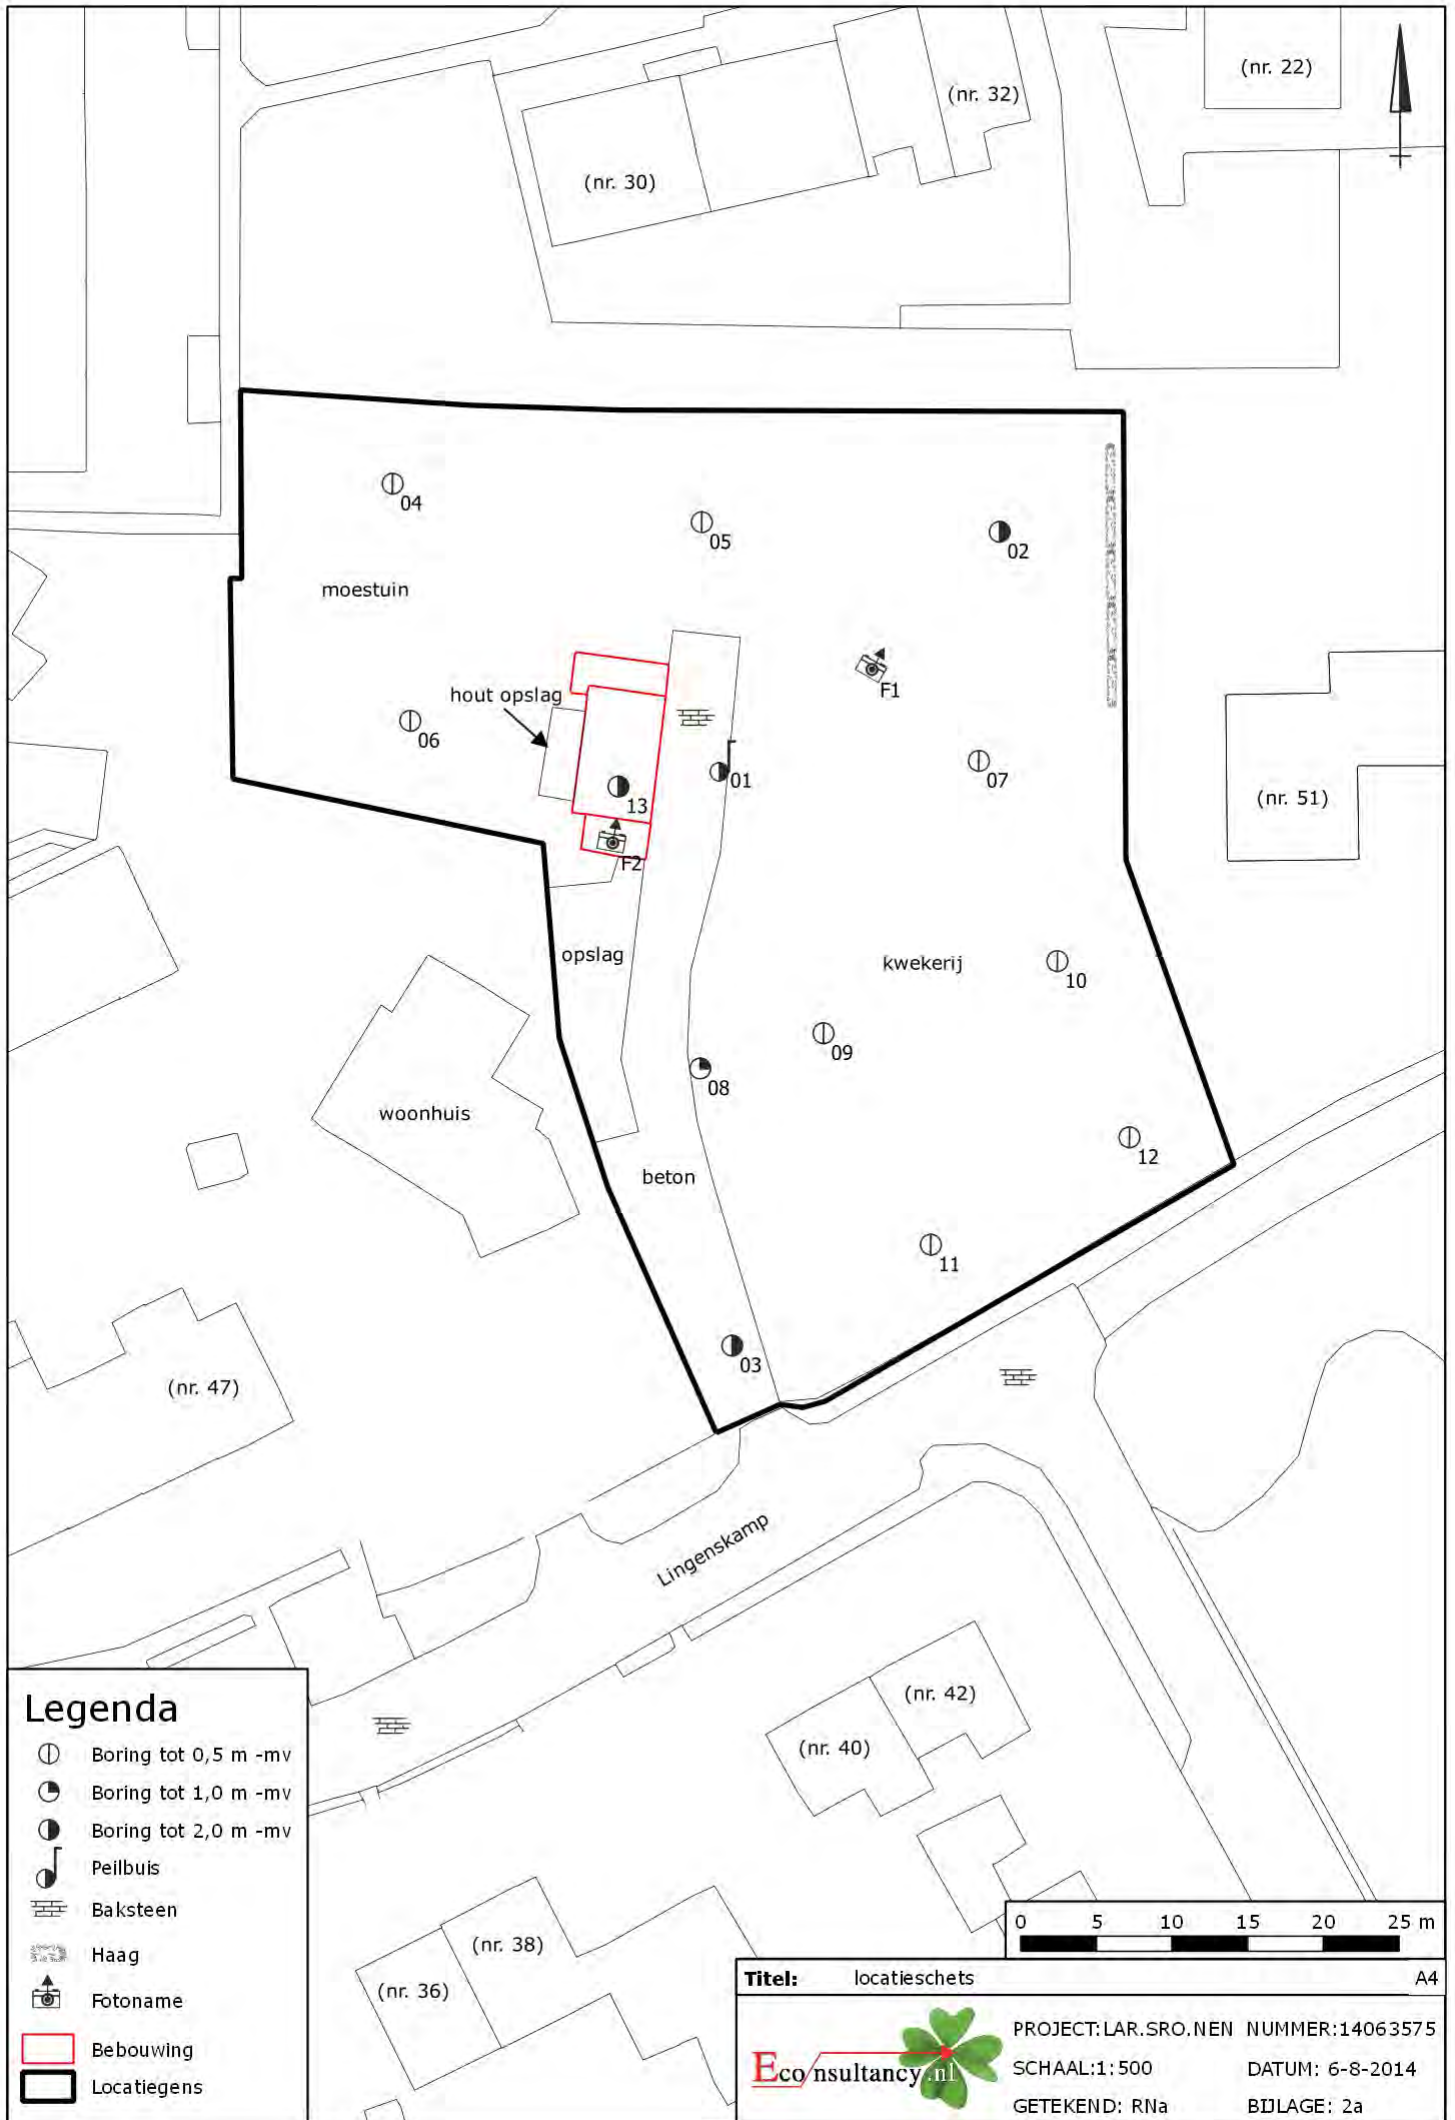 (nr. 22)
(nr. 32)
(nr. 30)
04
05
02
moestuin
F1
hout opslag
06
01
07
13
(nr. 51)
F2
opslag
kwekerij
10
09
08
woonhuis
12
beton
11
03
(nr. 47)
Lingenskamp
(nr. 42)
(nr. 40)
(nr. 38)
(nr. 36)
Legenda
Boring tot 0,5 m -mv
Boring tot 1,0 m -mv
Boring tot 2,0 m -mv
Peilbuis
Baksteen
Haag
Fotoname
Bebouwing
Locatiegens
0 5 10 15 20 25 m
Titel: locatieschets A4
Econsultancy.nl
PROJECT:LAR.SRO.NEN NUMMER:14063575
SCHAAL:1:500 DATUM: 6-8-2014
GETEKEND: RNa BIJLAGE: 2a